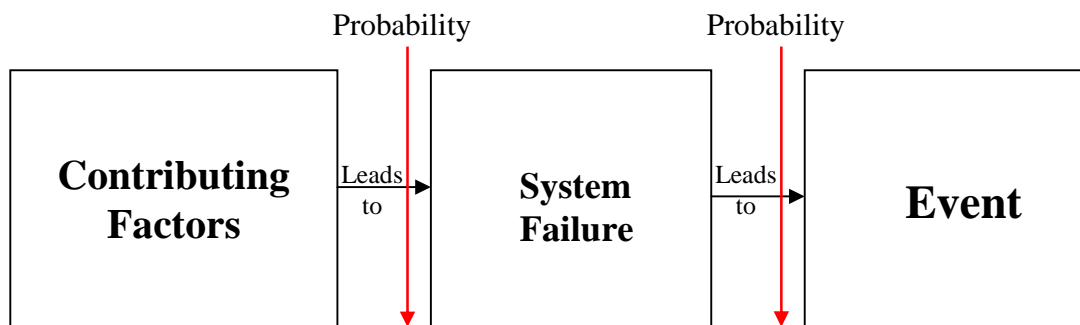 Probability
Probability
Contributing
Factors
Leads
to
System
Failure
Leads
to
Event